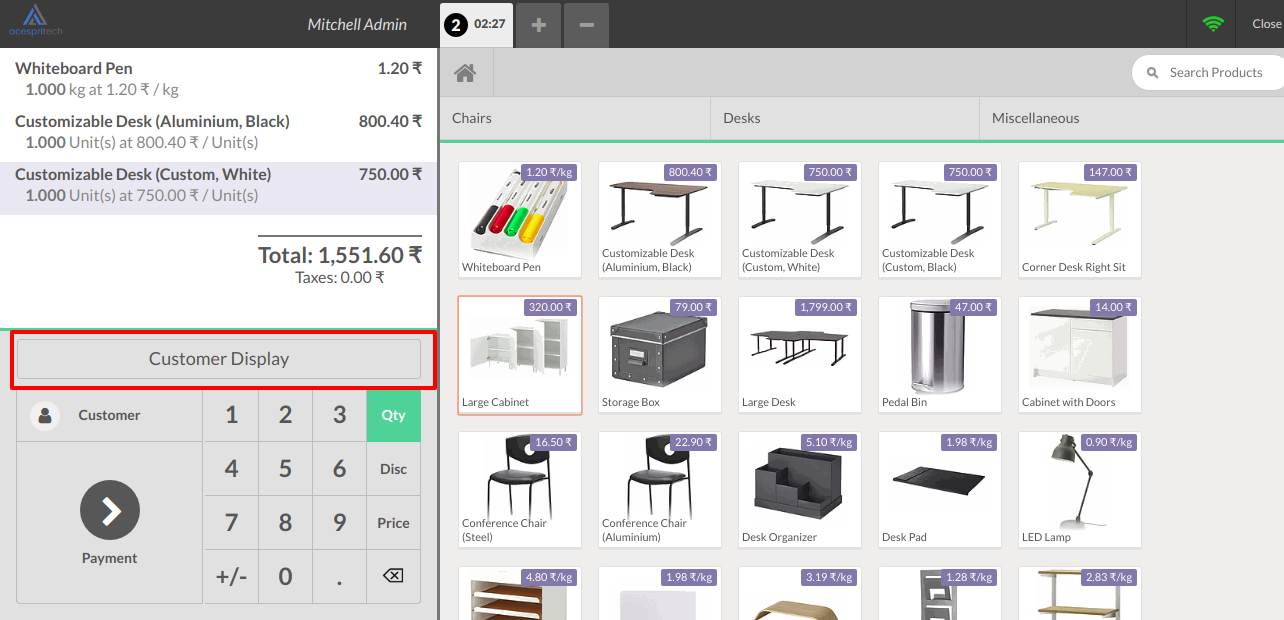 acespritech
Mitchell Admin
2 02:27
+
−
Close
Whiteboard Pen 1.20 ₹
1.000 kg at 1.20 ₹ / kg
Customizable Desk (Aluminium, Black) 800.40 ₹
1.000 Unit(s) at 800.40 ₹ / Unit(s)
Customizable Desk (Custom, White) 750.00 ₹
1.000 Unit(s) at 750.00 ₹ / Unit(s)
Total: 1,551.60 ₹
Taxes: 0.00 ₹
Customer Display
Customer
1 2 3 Qty
4 5 6 Disc
7 8 9 Price
+/- 0 .
Payment
Search Products
Chairs Desks Miscellaneous
1.20 ₹/kg
Whiteboard Pen
800.40 ₹
Customizable Desk
(Aluminium, Black)
750.00 ₹
Customizable Desk
(Custom, White)
750.00 ₹
Customizable Desk
(Custom, Black)
147.00 ₹
Corner Desk Right Sit
320.00 ₹
Large Cabinet
79.00 ₹
Storage Box
1,799.00 ₹
Large Desk
47.00 ₹
Pedal Bin
14.00 ₹
Cabinet with Doors
16.50 ₹
Conference Chair
(Steel)
22.90 ₹
Conference Chair
(Aluminium)
5.10 ₹/kg
Desk Organizer
1.98 ₹/kg
Desk Pad
0.90 ₹/kg
LED Lamp
4.80 ₹/kg
1.98 ₹/kg
3.19 ₹/kg
1.28 ₹/kg
2.83 ₹/kg